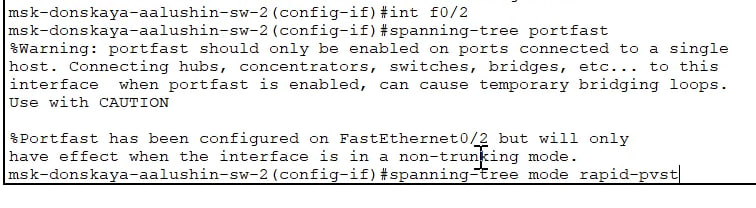 msk-donskaya-aalushin-sw-2(config-if)#int f0/2
msk-donskaya-aalushin-sw-2(config-if)#spanning-tree portfast
%Warning: portfast should only be enabled on ports connected to a single
host. Connecting hubs, concentrators, switches, bridges, etc... to this
interface  when portfast is enabled, can cause temporary bridging loops.
Use with CAUTION

%Portfast has been configured on FastEthernet0/2 but will only
have effect when the interface is in a non-trunking mode.
msk-donskaya-aalushin-sw-2(config-if)#spanning-tree mode rapid-pvst